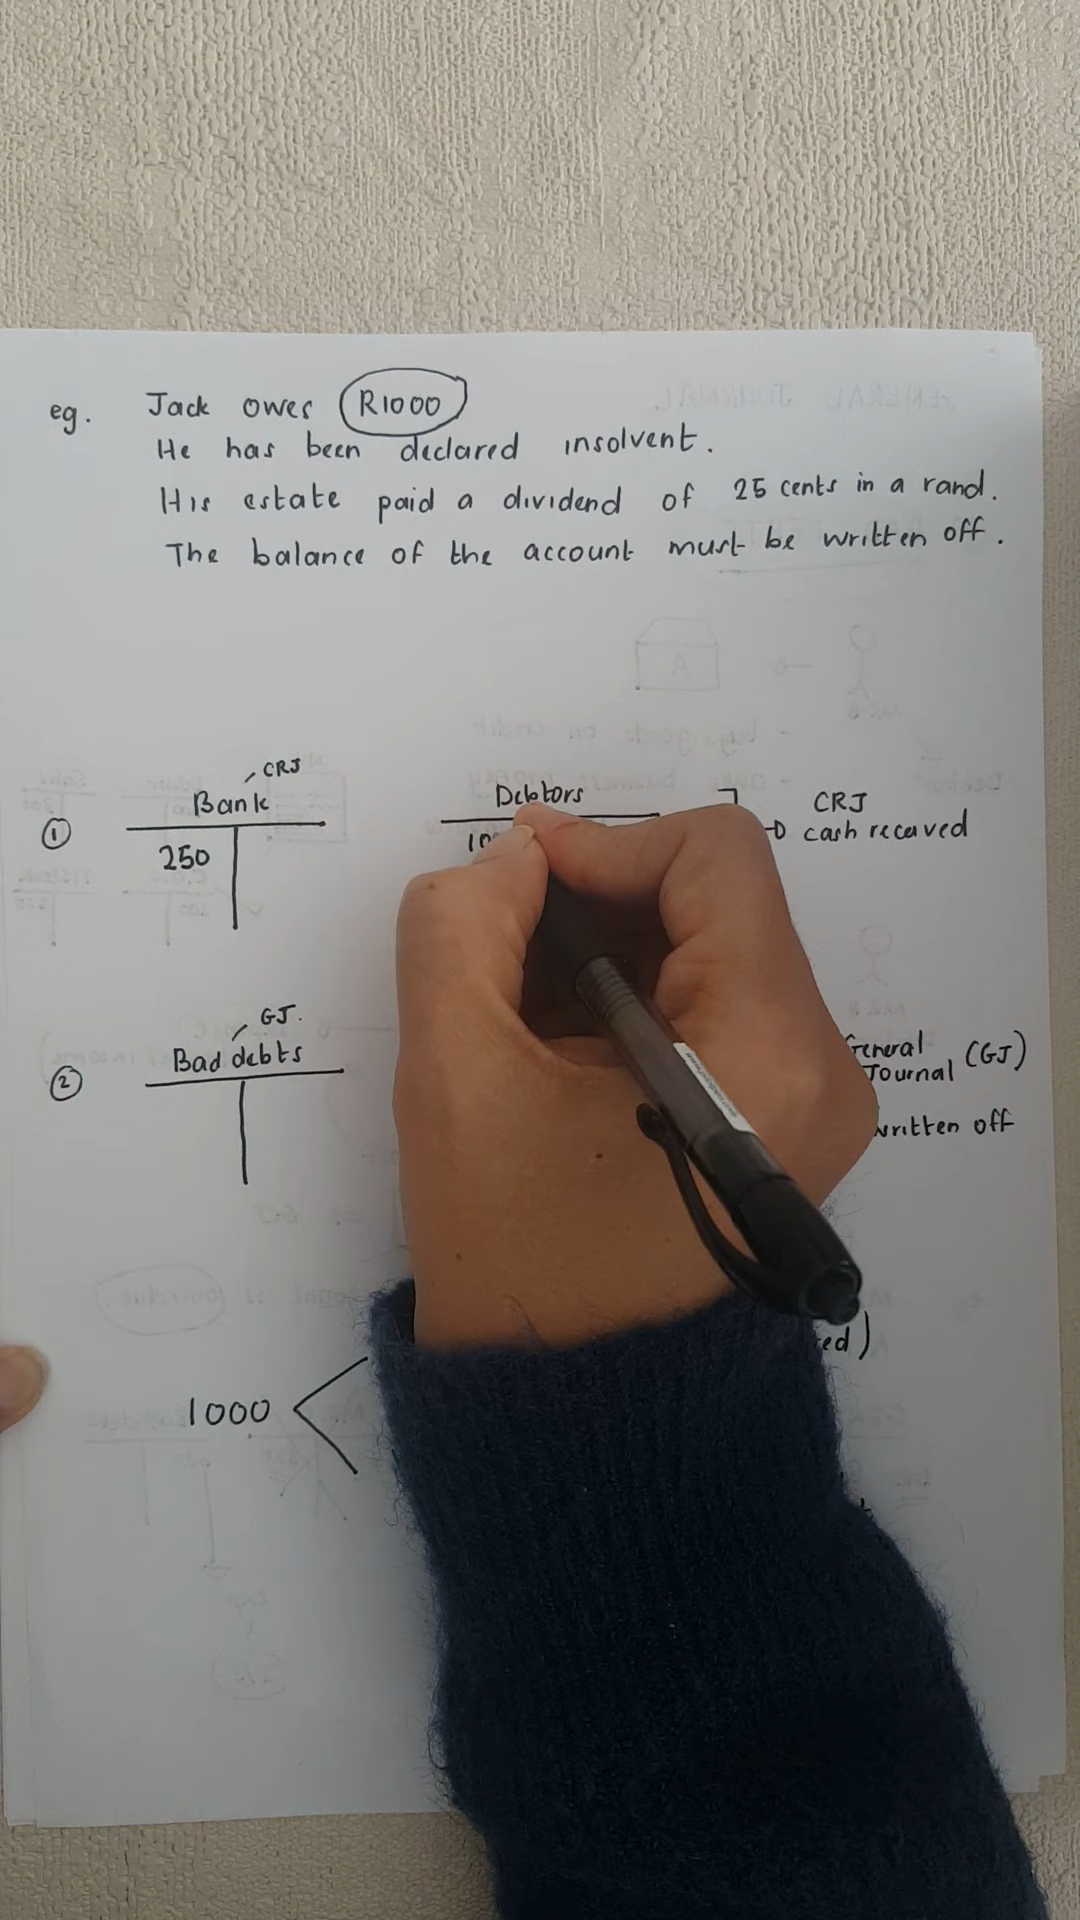 eg. Jack owes R1000
He has been declared insolvent.
His estate paid a dividend of 25 cents in a rand.
The balance of the account must be written off.
CRJ
① Bank
250
Debtors
10
CRJ
cash received
GJ.
② Bad debts
General
Journal (GJ)
written off
1000